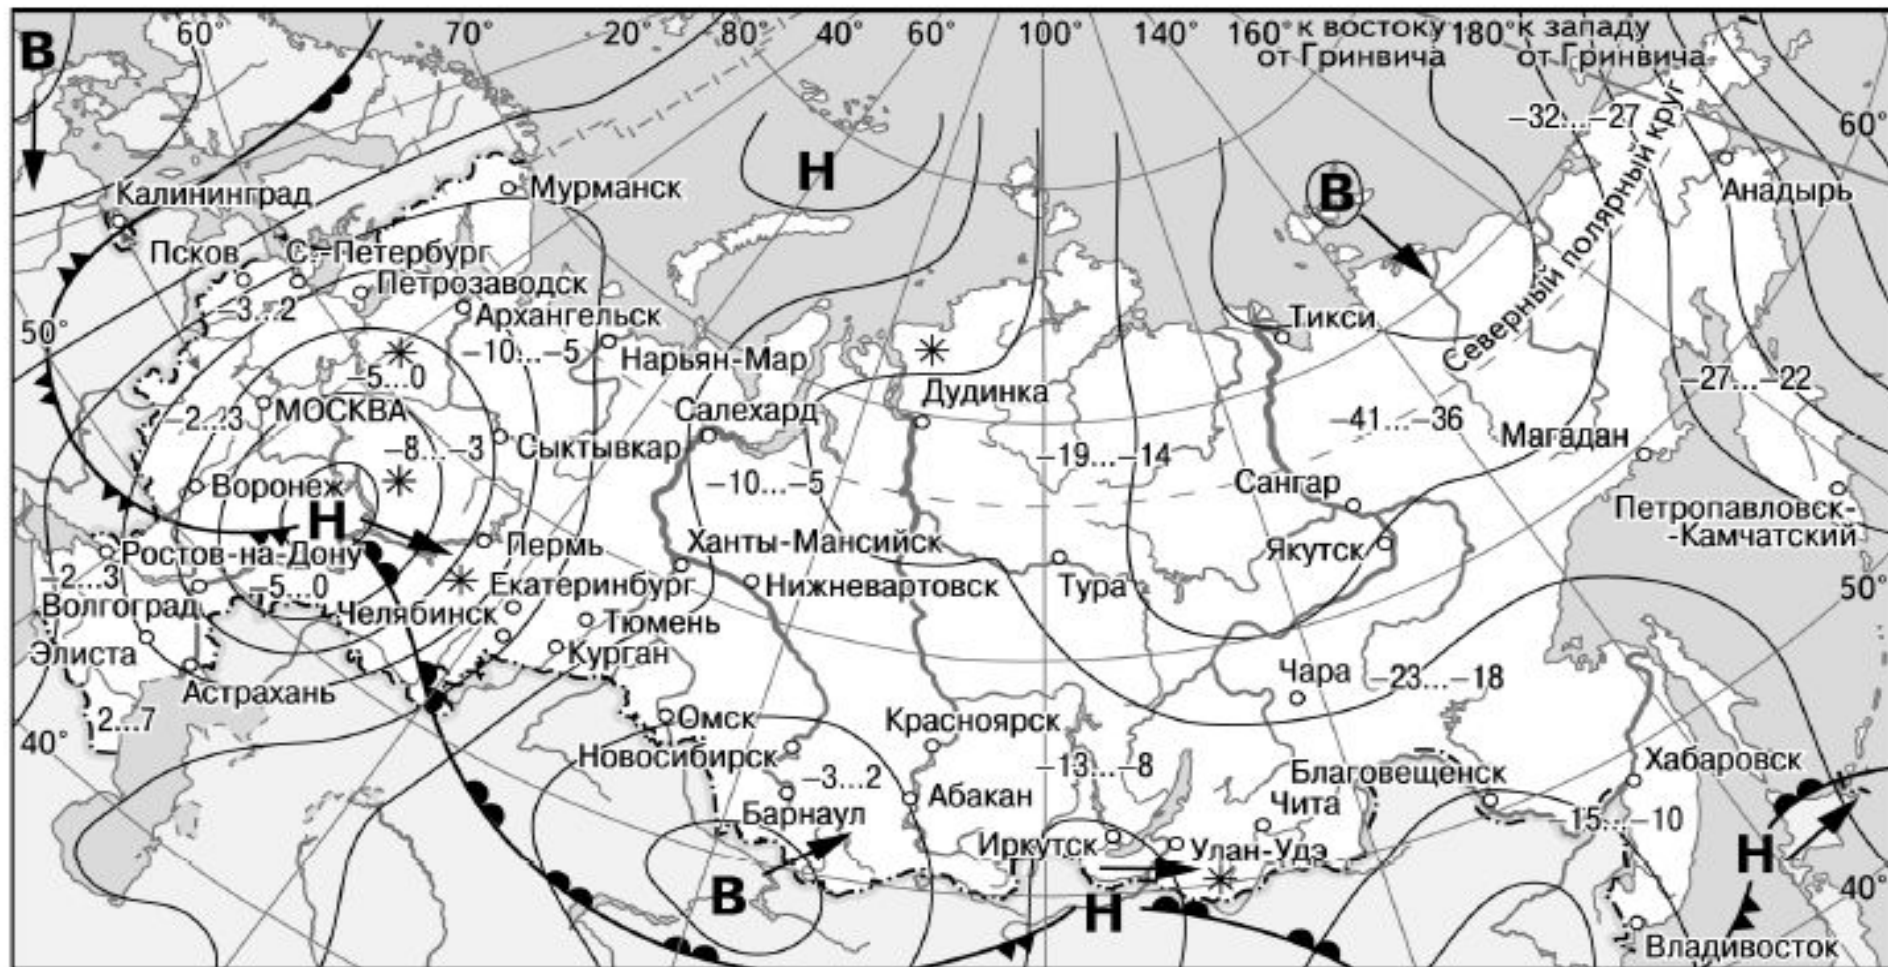 60°
70°
20°
80°
40°
60°
100°
140°
160°
к востоку
от Гринвича
180°
к западу
от Гринвича
В
Н
В
−32...−27
60°
Северный полярный круг
Анадырь
Калининград
Мурманск
Псков
С.-Петербург
Петрозаводск
−3...2
Архангельск
Тикси
50°
−10...−5
Нарьян-Мар
−5...0
Дудинка
−27...−22
МОСКВА
−2...3
Салехард
−41...−36
Магадан
−8...−3
Сыктывкар
−10...−5
−19...−14
Воронеж
Сангар
Петропавловск-
-Камчатский
Н
Пермь
Ханты-Мансийск
Якутск
Ростов-на-Дону
−2...3
−5...0
Екатеринбург
Нижневартовск
Тура
50°
Волгоград
Челябинск
Тюмень
Элиста
Курган
Астрахань
Чара
−23...−18
2...7
Омск
Красноярск
40°
Новосибирск
−3...2
−13...−8
Благовещенск
Хабаровск
Барнаул
Абакан
Чита
−15...−10
Иркутск
Улан-Удэ
Н
В
Н
40°
Владивосток